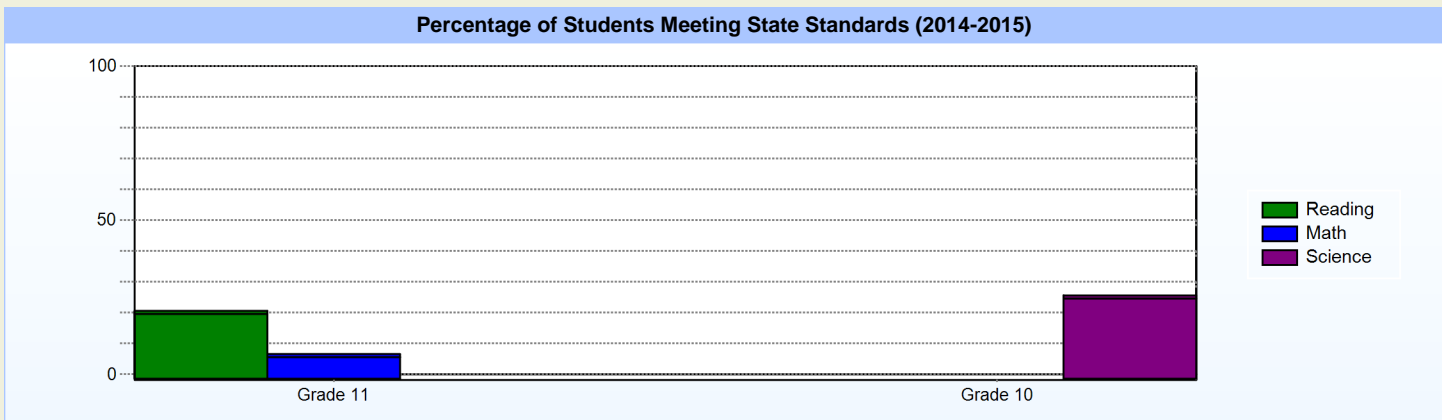 Percentage of Students Meeting State Standards (2014-2015)
100
50
0
Grade 11
Grade 10
Reading
Math
Science